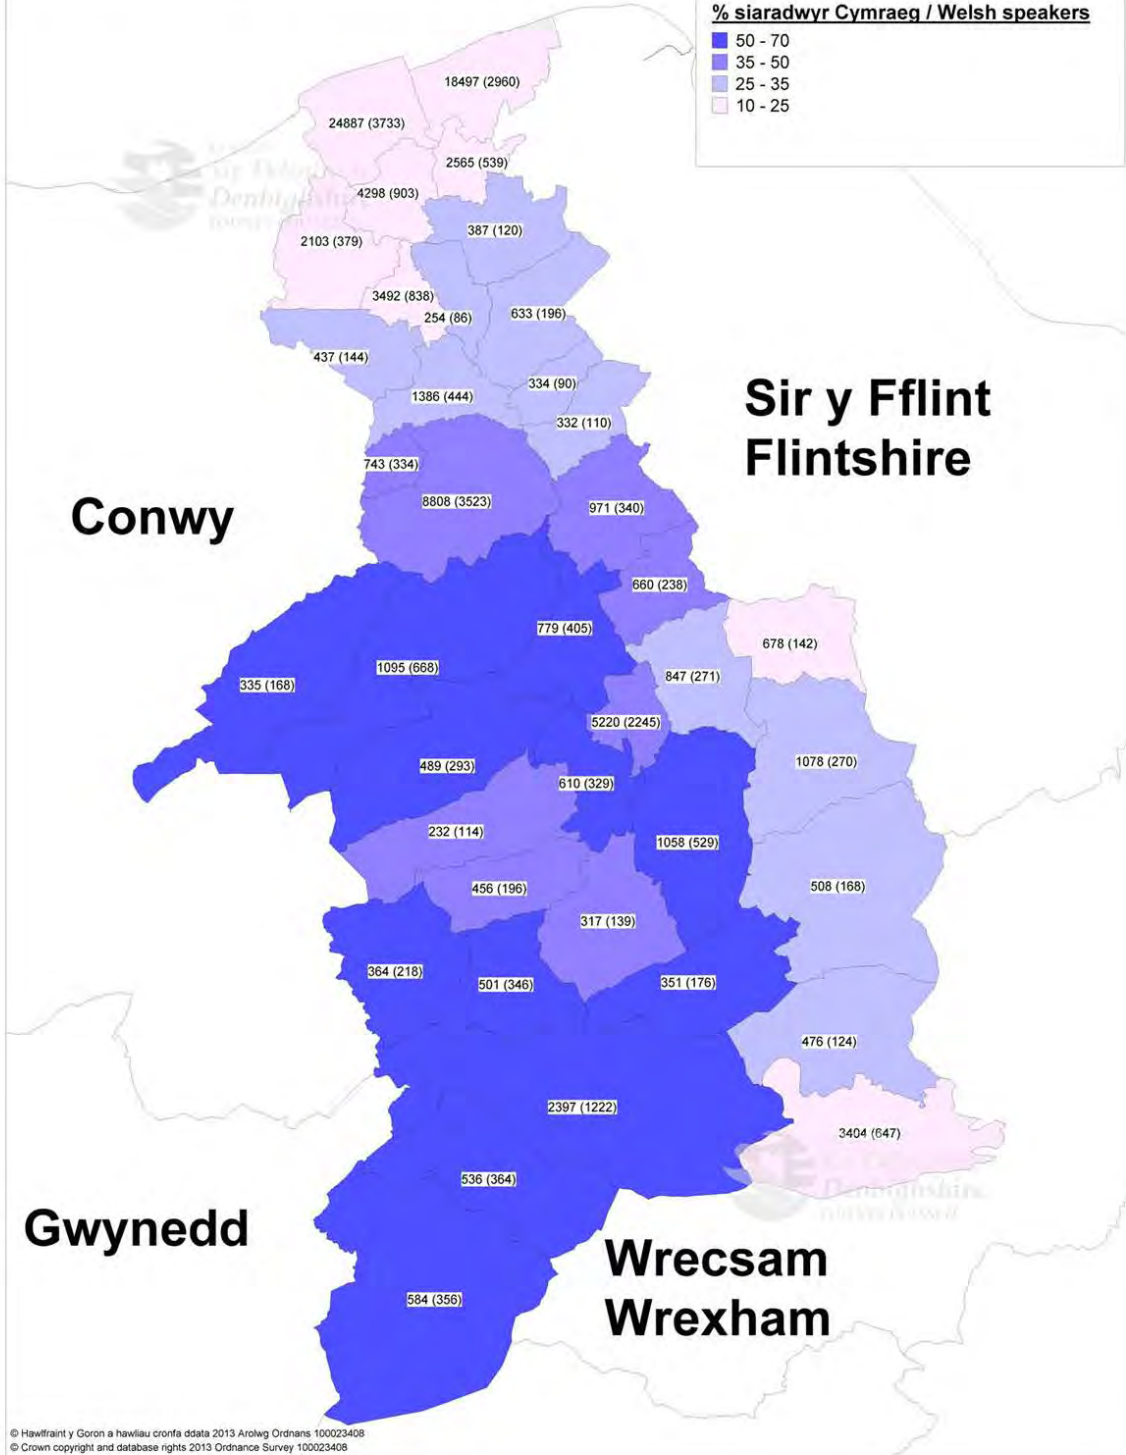 % siaradwyr Cymraeg / Welsh speakers
50 - 70
35 - 50
25 - 35
10 - 25
18497 (2960)
24887 (3733)
2565 (539)
4298 (903)
Denbighshire
387 (120)
2103 (379)
3492 (838)
254 (86)
633 (196)
437 (144)
334 (90)
1386 (444)
332 (110)
Sir y Fflint
Flintshire
743 (334)
8808 (3523)
971 (340)
Conwy
660 (238)
779 (405)
678 (142)
1095 (668)
847 (271)
335 (168)
5220 (2245)
489 (293)
1078 (270)
610 (329)
232 (114)
1058 (529)
456 (196)
508 (168)
317 (139)
364 (218)
501 (346)
351 (176)
476 (124)
2397 (1222)
3404 (647)
536 (364)
Denbighshire
Gwynedd
Wrecsam
Wrexham
584 (356)
© Hawlfraint y Goron a hawliau cronfa ddata 2013 Arolwg Ordnans 100023408
© Crown copyright and database rights 2013 Ordnance Survey 100023408